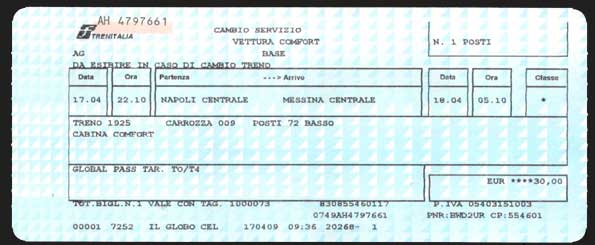 AH 4797661
TRENITALIA
CAMBIO SERVIZIO
VETTURA COMFORT
N. 1 POSTI
AG BASE
DA ESIBIRE IN CASO DI CAMBIO TRENO
Data Ora Partenza ---> Arrivo Data Ora Classe
17.04 22.10 NAPOLI CENTRALE MESSINA CENTRALE 18.04 05.10 *
TRENO 1925 CARROZZA 009 POSTI 72 BASSO
CABINA COMFORT
GLOBAL PASS TAR. TO/T4
EUR ****30,00
TOT.BIGL.N.1 VALE CON TAG. 1000073 830855460117 P.IVA 05403151003
0749AH4797661 PNR:BWD2UR CP:554601
00001 7252 IL GLOBO CEL 170409 09:36 20268- 1